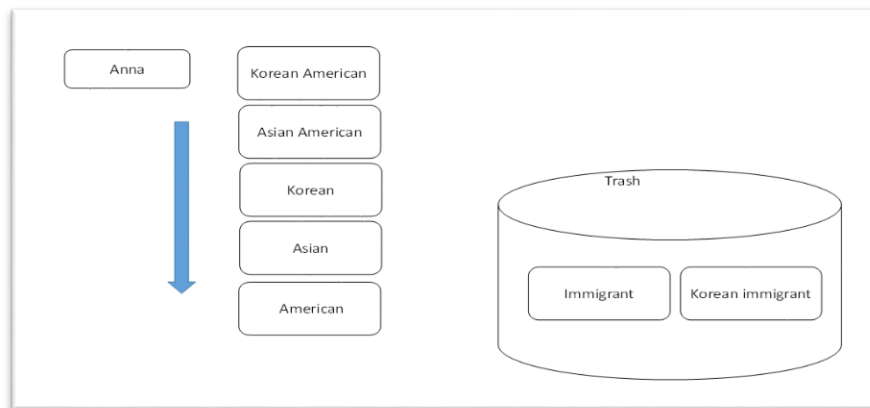 Anna
Korean American
Asian American
Korean
Asian
American
Trash
Immigrant
Korean immigrant